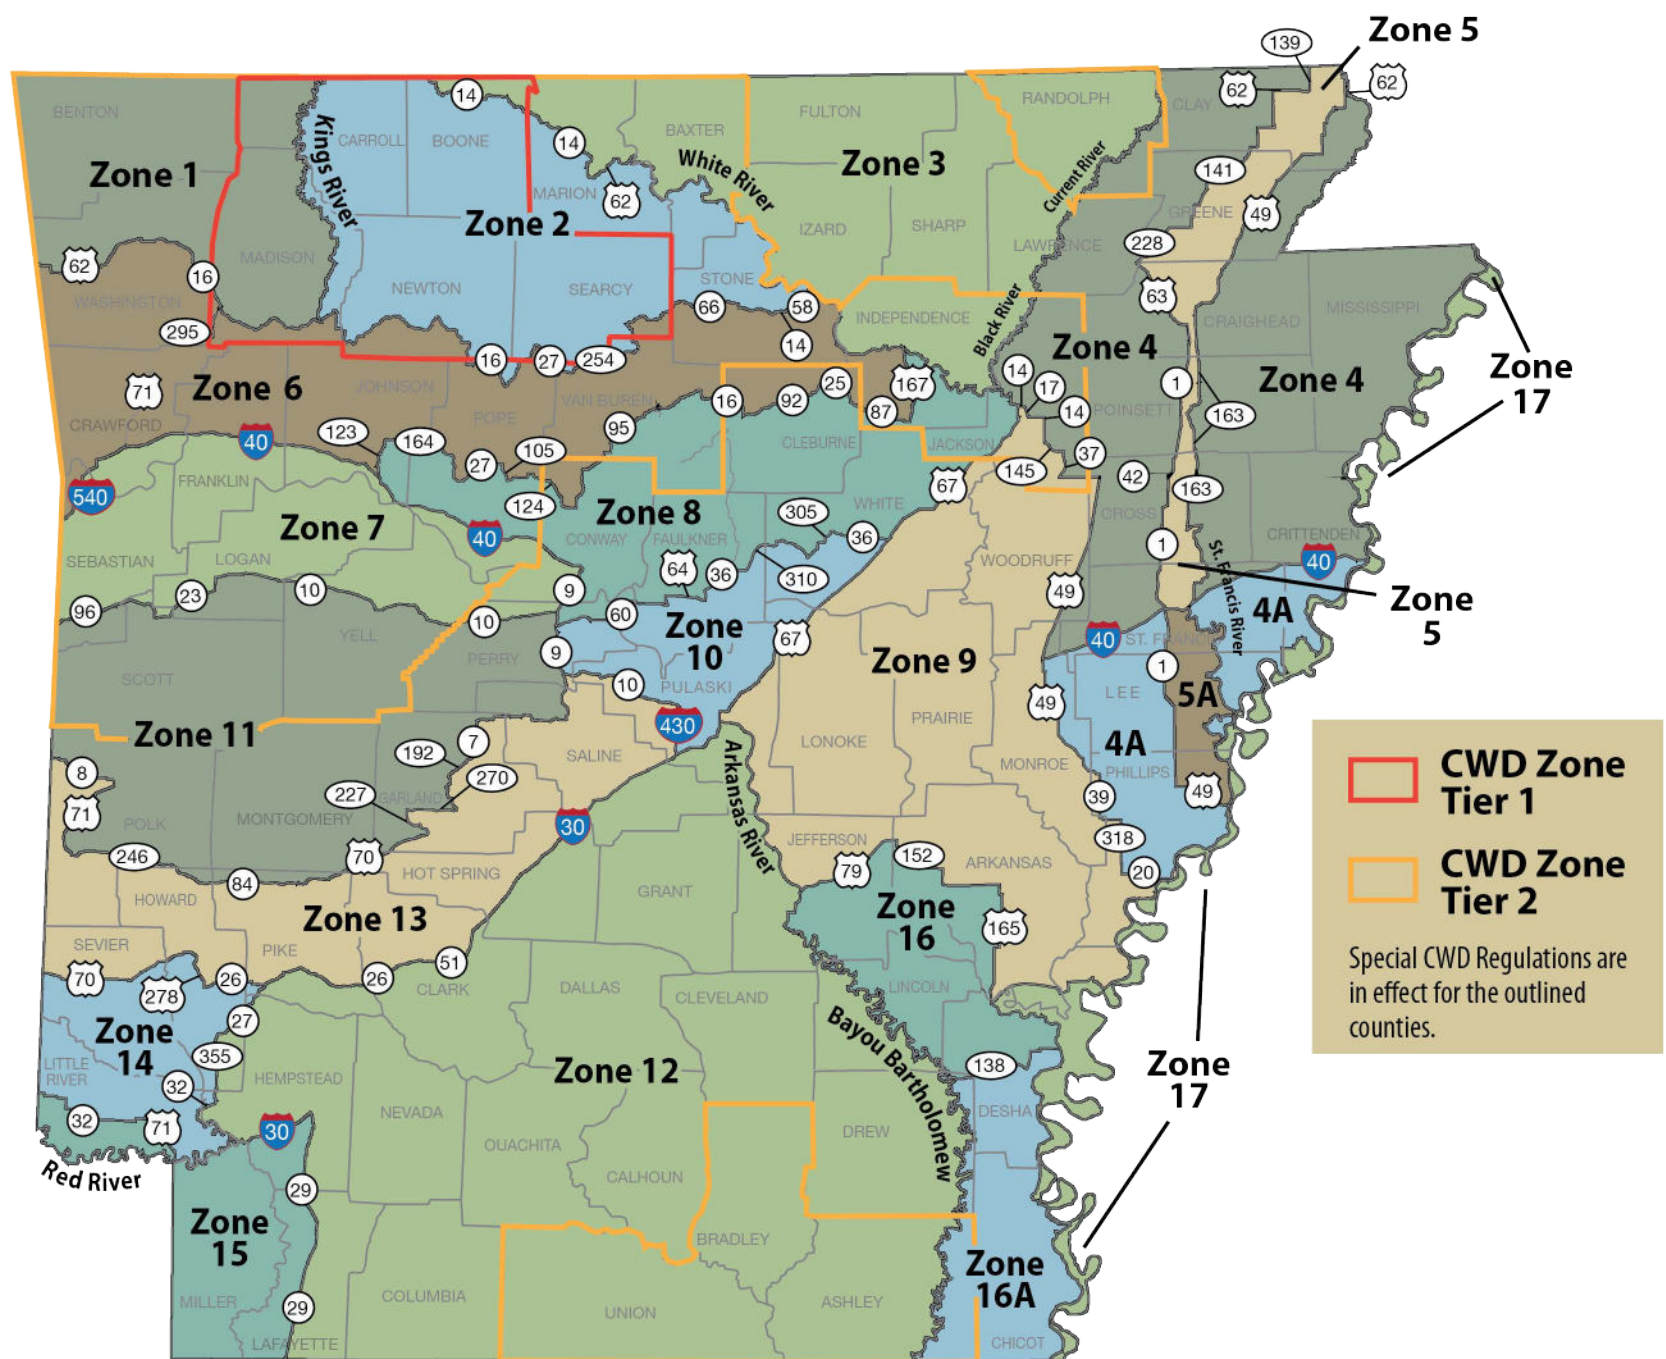 Zone 5
139
62
62
BENTON
14
FULTON
RANDOLPH
CLAY
CARROLL
BOONE
14
BAXTER
Zone 1
Kings River
White River
Zone 3
Current River
141
MARION
62
GREENE
49
Zone 2
IZARD
SHARP
LAWRENCE
228
62
16
MADISON
WASHINGTON
NEWTON
SEARCY
STONE
66
58
63
MISSISSIPPI
295
INDEPENDENCE
Black River
CRAIGHEAD
14
Zone 4
Zone
17
16
27
254
14
17
Zone 4
71
Zone 6
JOHNSON
167
1
POPE
VAN BUREN
16
92
25
87
14
POINSETT
163
CRAWFORD
40
123
164
95
CLEBURNE
JACKSON
105
27
145
37
42
163
FRANKLIN
540
124
67
Zone 7
40
Zone 8
305
WHITE
CROSS
CONWAY
FAULKNER
36
1
CRITTENDEN
40
St. Francis River
SEBASTIAN
LOGAN
64
36
310
WOODRUFF
49
Zone
5
96
23
10
9
60
4A
10
Zone
10
67
40
ST. FRANCIS
YELL
PERRY
9
Zone 9
1
SCOTT
10
PULASKI
LEE
5A
430
49
Zone 11
PRAIRIE
192
7
SALINE
Arkansas River
LONOKE
MONROE
4A
PHILLIPS
8
270
CWD Zone
Tier 1
71
227
GARLAND
39
49
POLK
MONTGOMERY
30
JEFFERSON
318
246
70
79
152
ARKANSAS
20
84
HOT SPRING
CWD Zone
Tier 2
HOWARD
GRANT
Zone
16
165
Zone 13
SEVIER
PIKE
51
Special CWD Regulations are
in effect for the outlined
counties.
70
278
26
26
CLARK
DALLAS
CLEVELAND
LINCOLN
Zone
14
27
Bayou Bartholomew
355
LITTLE
RIVER
32
HEMPSTEAD
Zone 12
138
Zone
17
32
71
30
NEVADA
OUACHITA
DREW
DESHA
Red River
CALHOUN
29
Zone
15
BRADLEY
Zone
16A
MILLER
29
COLUMBIA
UNION
ASHLEY
LAFAYETTE
CHICOT